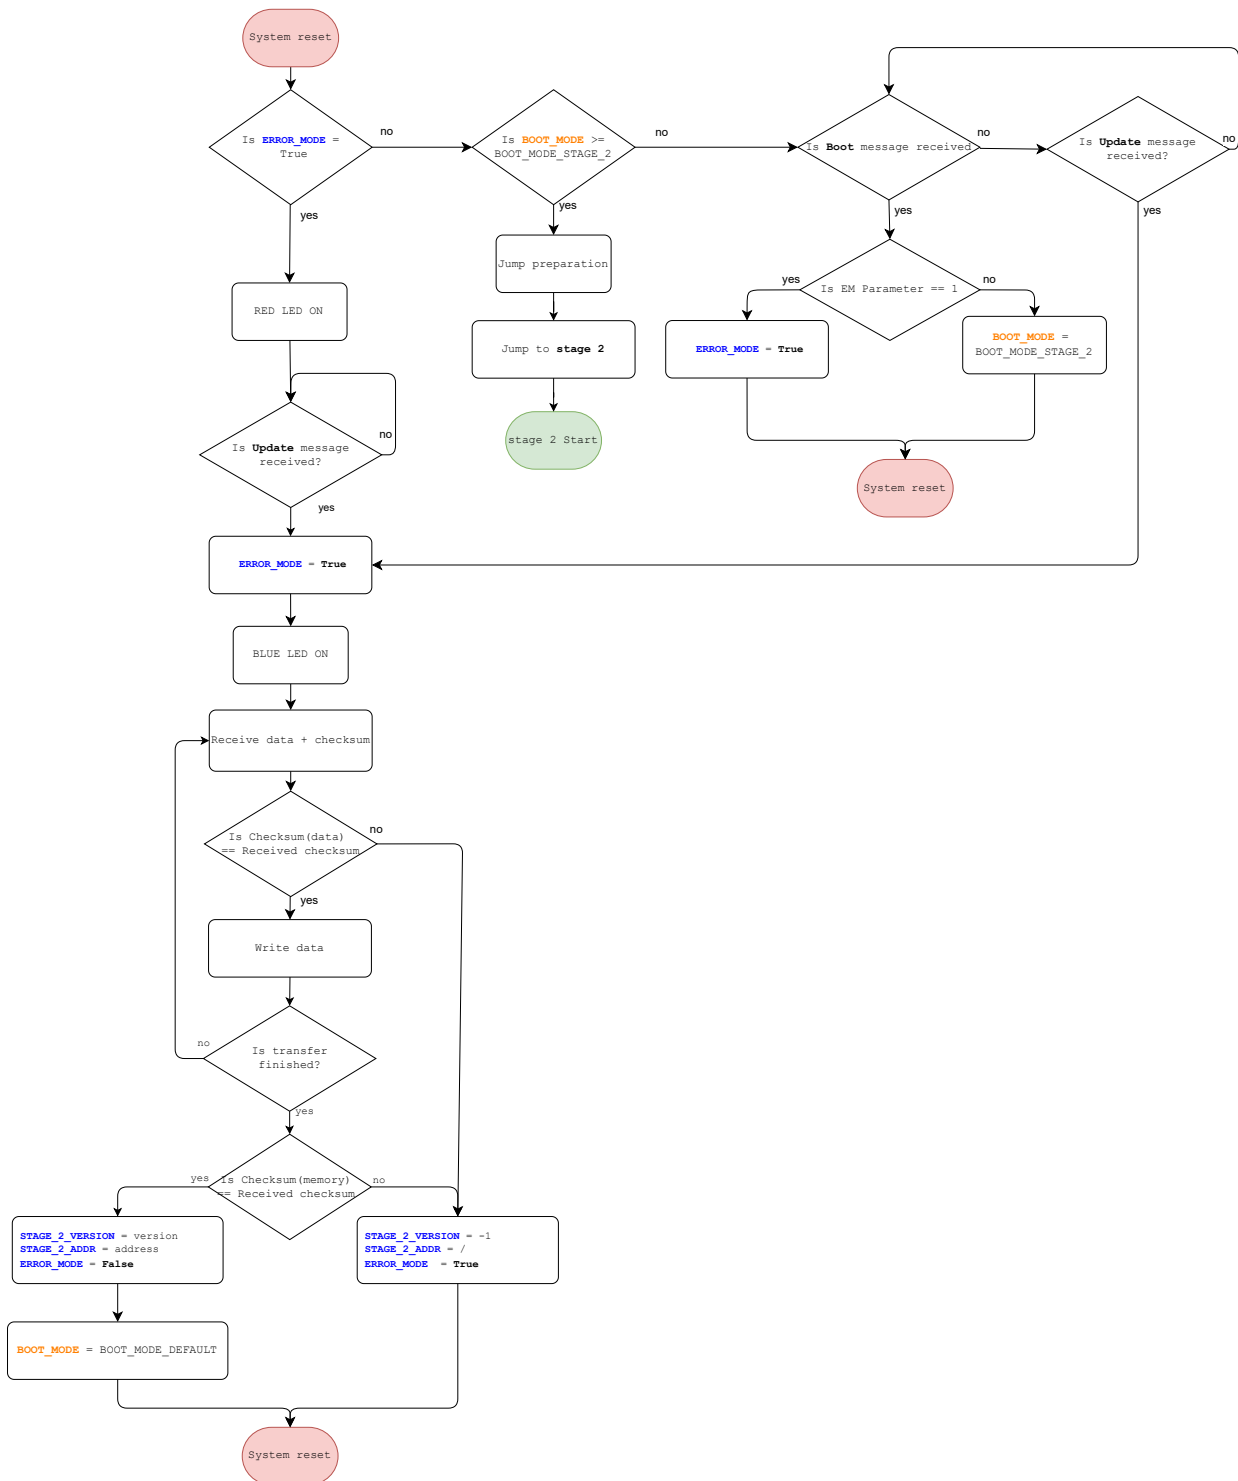 System reset
Is ERROR_MODE =
True
no
yes
Is BOOT_MODE >=
BOOT_MODE_STAGE_2
no
yes
Is Boot message received
no
yes
Is Update message
received?
no
yes
RED LED ON
Jump preparation
Jump to stage 2
stage 2 Start
Is EM Parameter == 1
yes
no
ERROR_MODE = True
BOOT_MODE =
BOOT_MODE_STAGE_2
System reset
Is Update message
received?
no
yes
ERROR_MODE = True
BLUE LED ON
Receive data + checksum
Is Checksum(data)
== Received checksum
no
yes
Write data
Is transfer
finished?
no
yes
Is Checksum(memory)
== Received checksum
yes
no
STAGE_2_VERSION = version
STAGE_2_ADDR = address
ERROR_MODE = False
STAGE_2_VERSION = -1
STAGE_2_ADDR = /
ERROR_MODE = True
BOOT_MODE = BOOT_MODE_DEFAULT
System reset